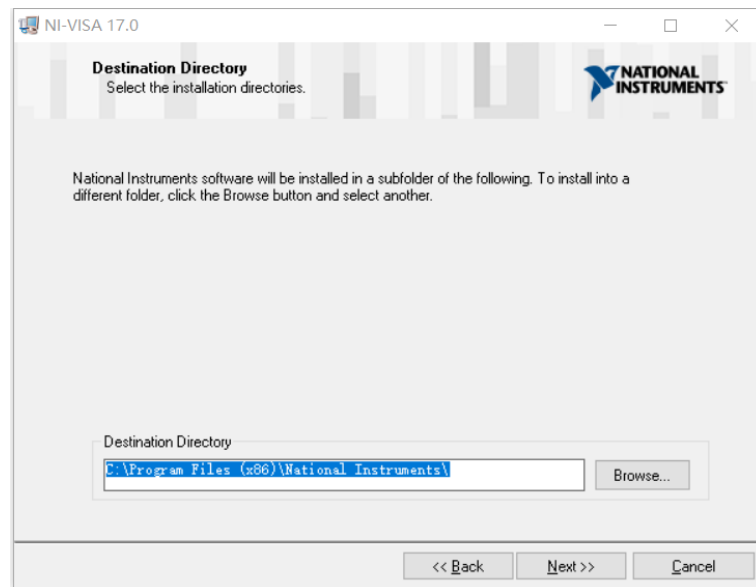 NI-VISA 17.0
Destination Directory
Select the installation directories.
NATIONAL
INSTRUMENTS
National Instruments software will be installed in a subfolder of the following. To install into a
different folder, click the Browse button and select another.
Destination Directory
C:\Program Files (x86)\National Instruments\
Browse...
<< Back
Next >>
Cancel